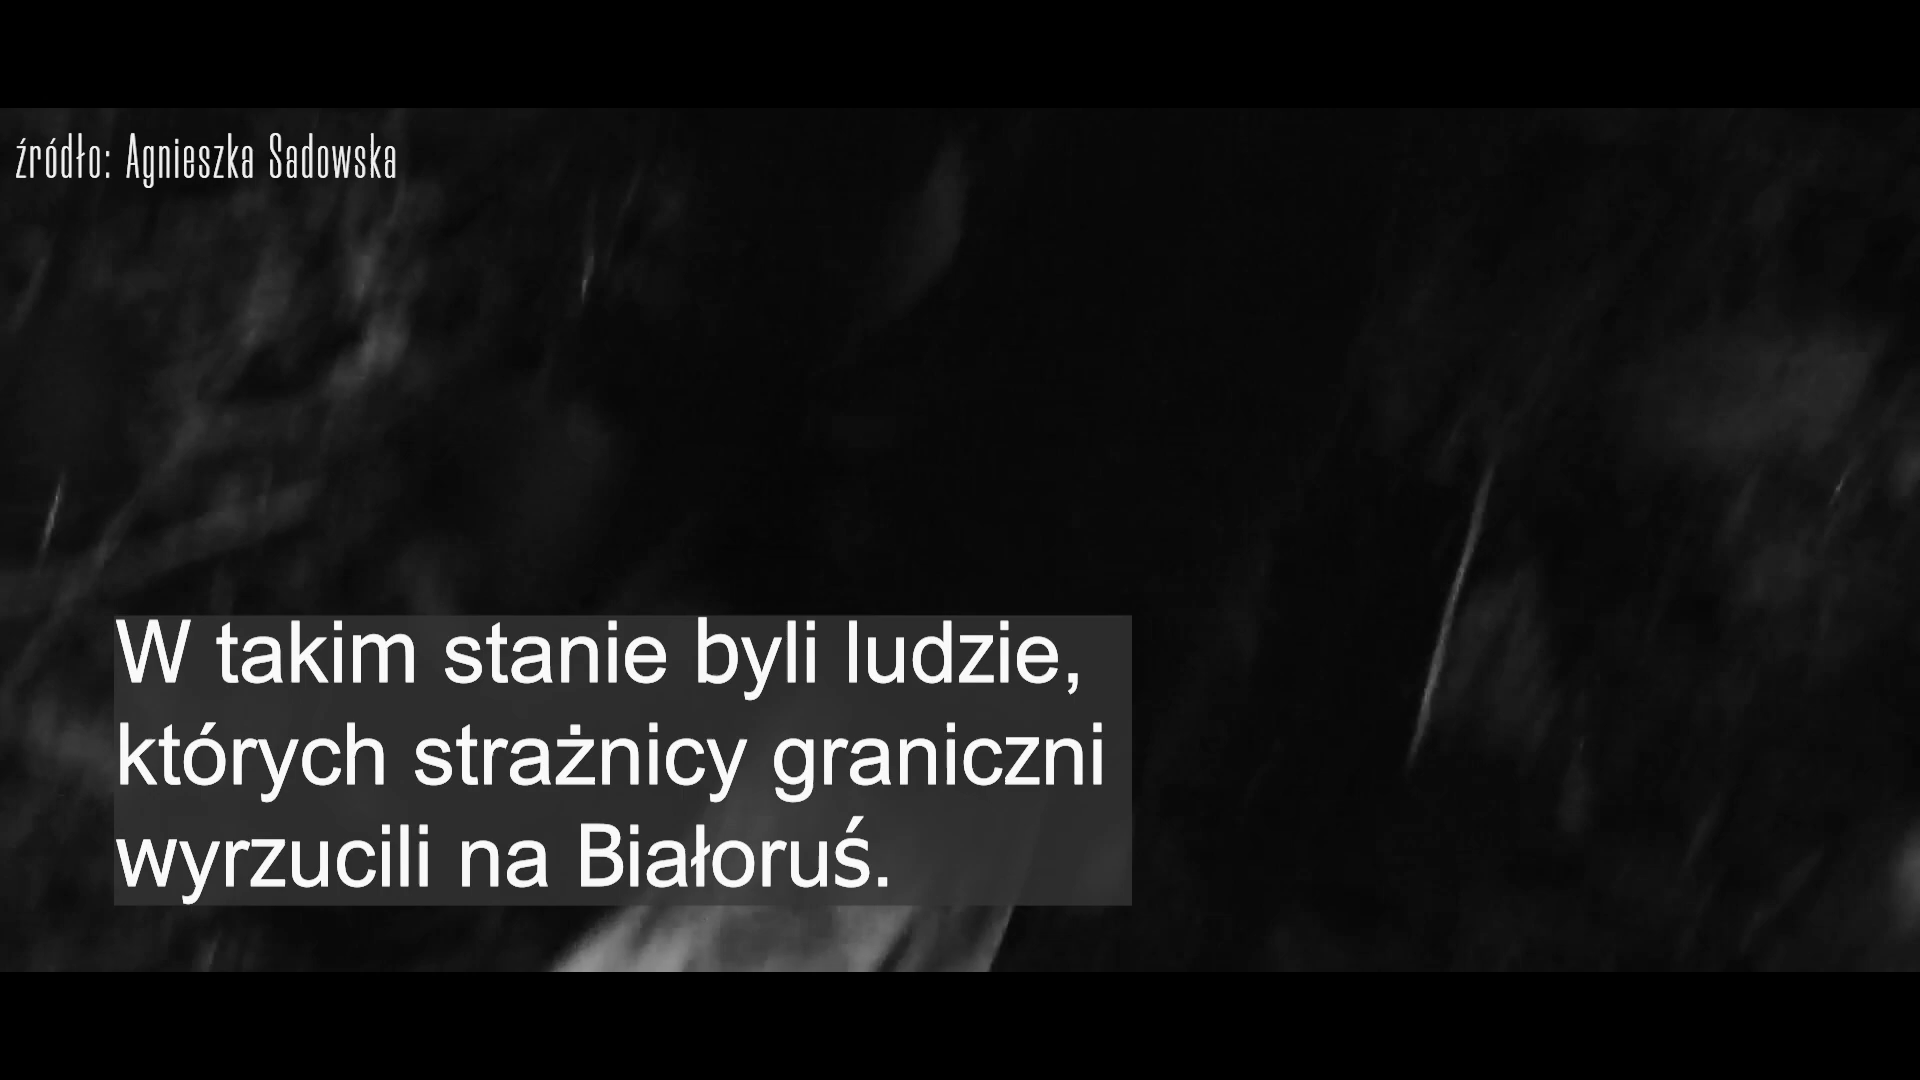 źródło: Agnieszka Sadowska
W takim stanie byli ludzie,
których strażnicy graniczni
wyrzucili na Białoruś.